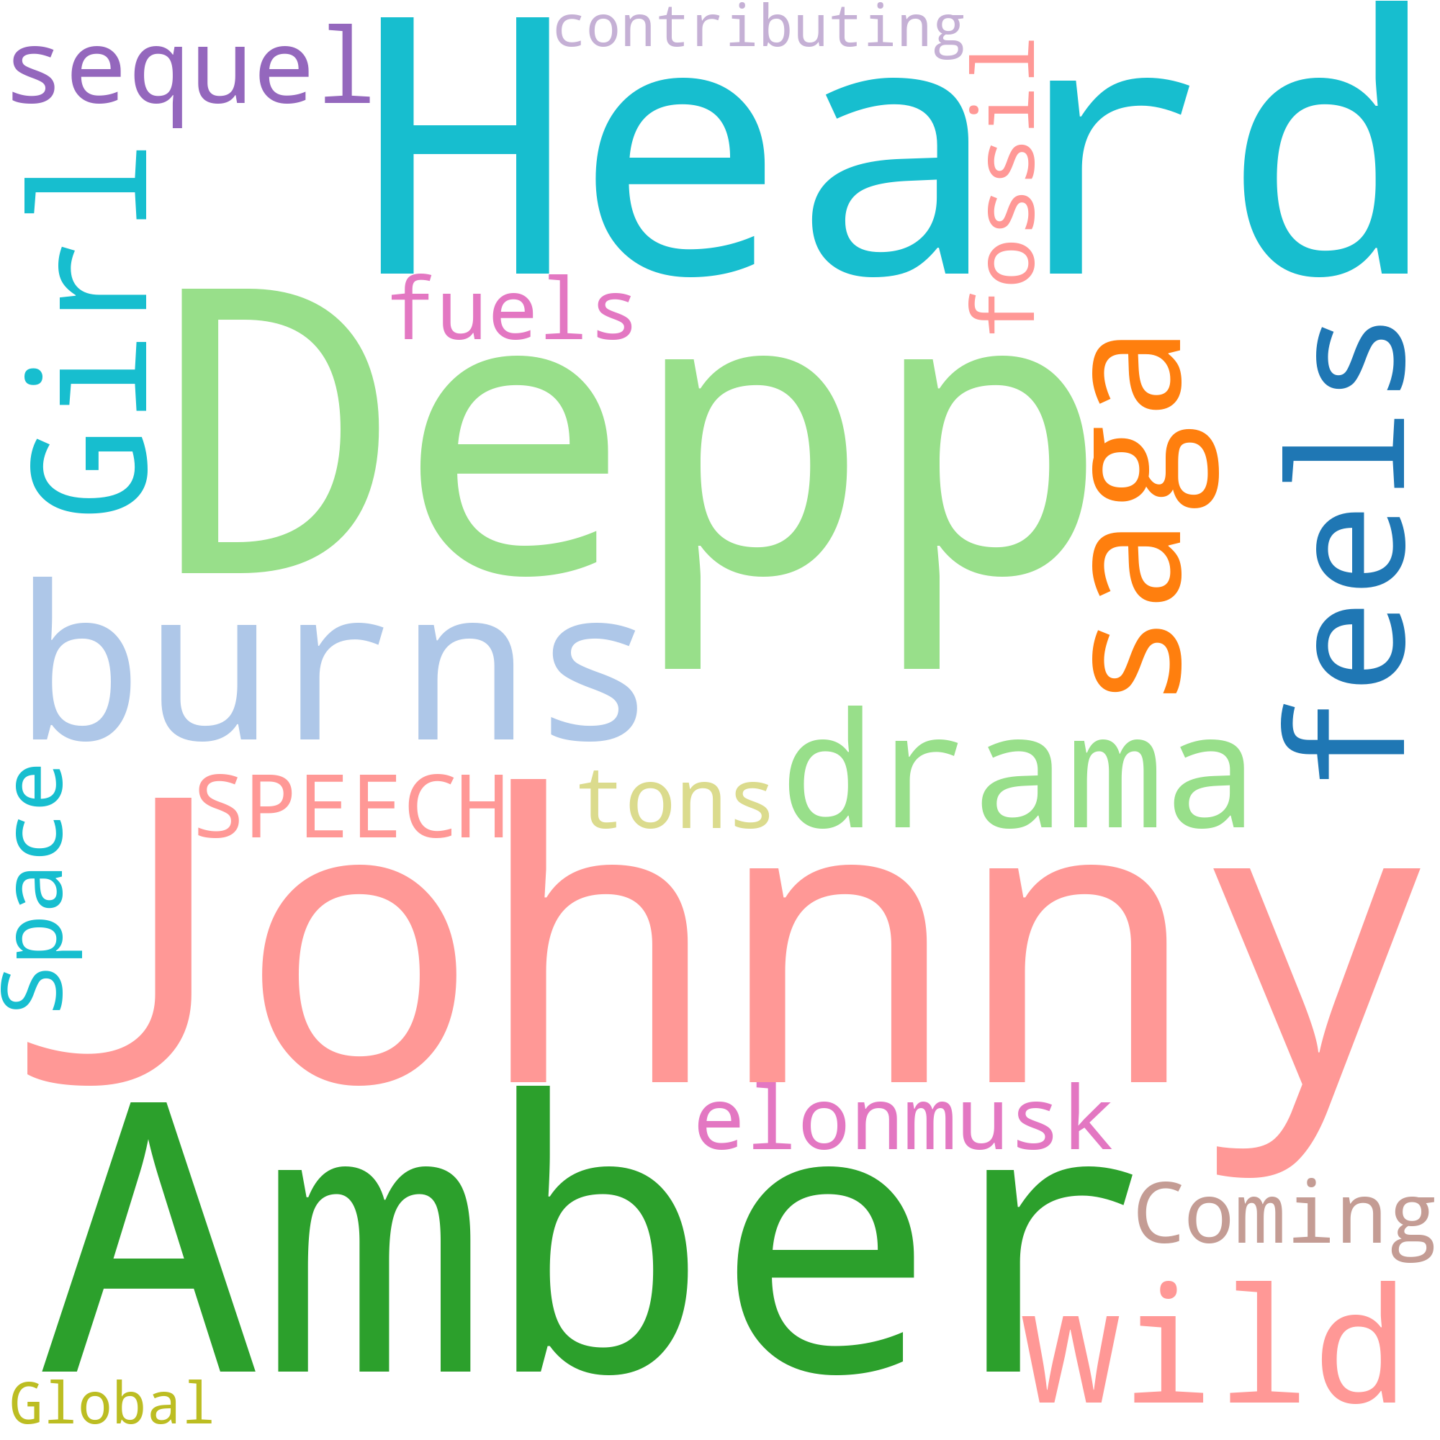 contributing
sequel
Heard
fossil
Girl
fuels
Depp
saga
feels
burns
drama
Space
SPEECH
tons
Johnny
elonmusk
Amber
Coming
wild
Global